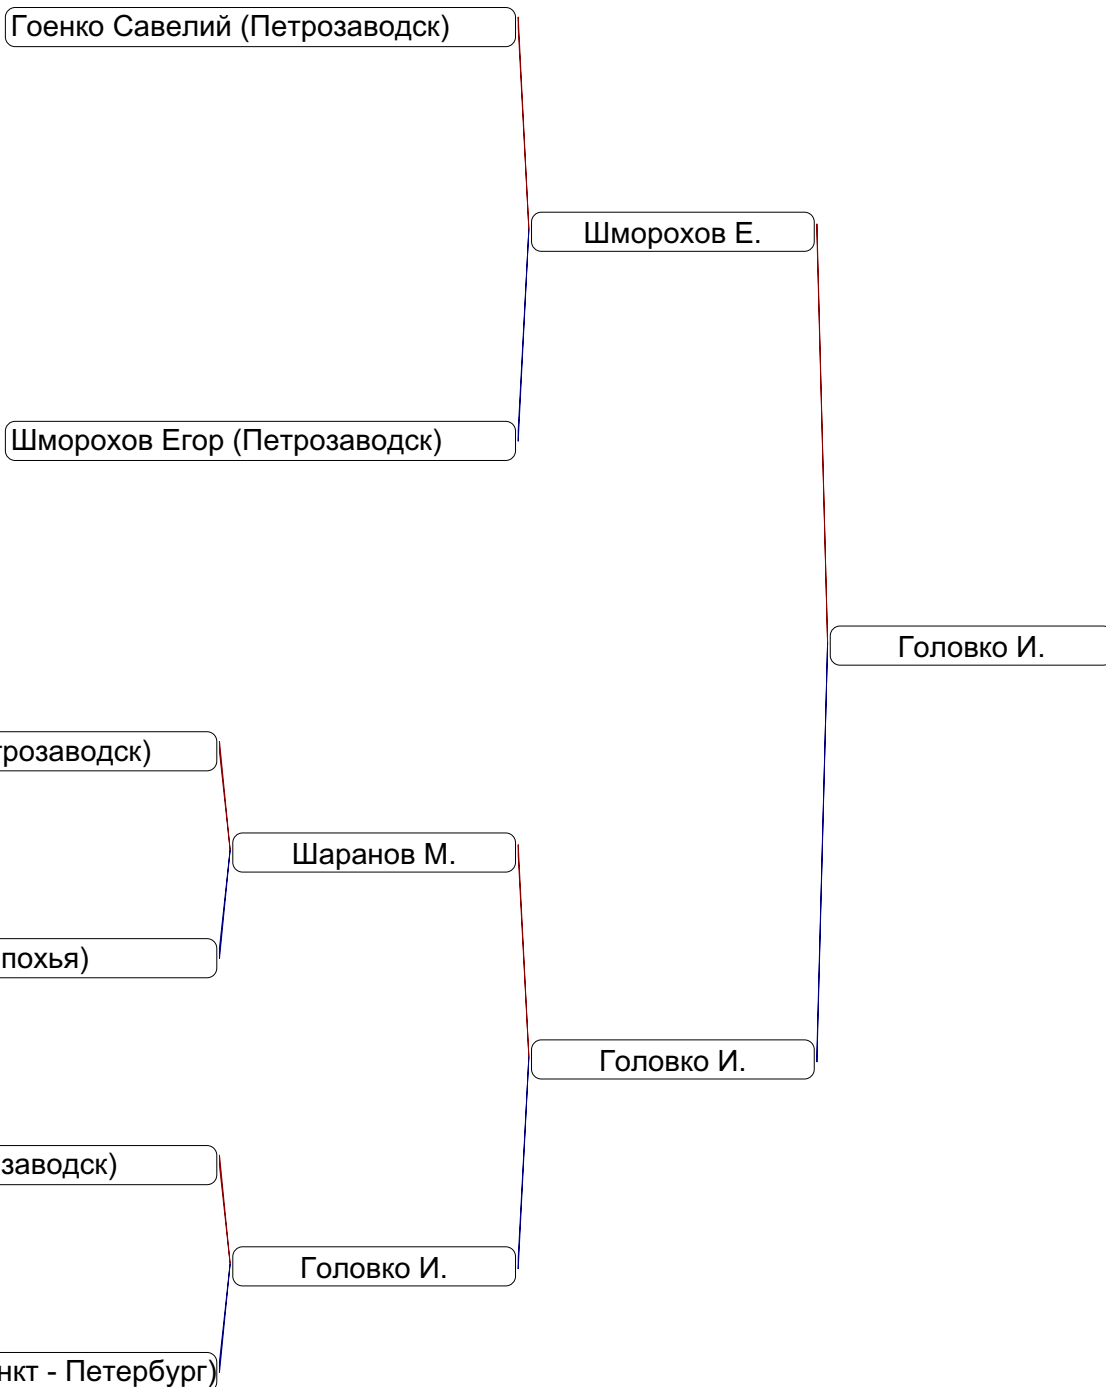 Гоенко Савелий (Петрозаводск)
Шморохов Е.
Шморохов Егор (Петрозаводск)
Головко И.
трозаводск)
Шаранов М.
похья)
Головко И.
заводск)
Головко И.
нкт - Петербург)